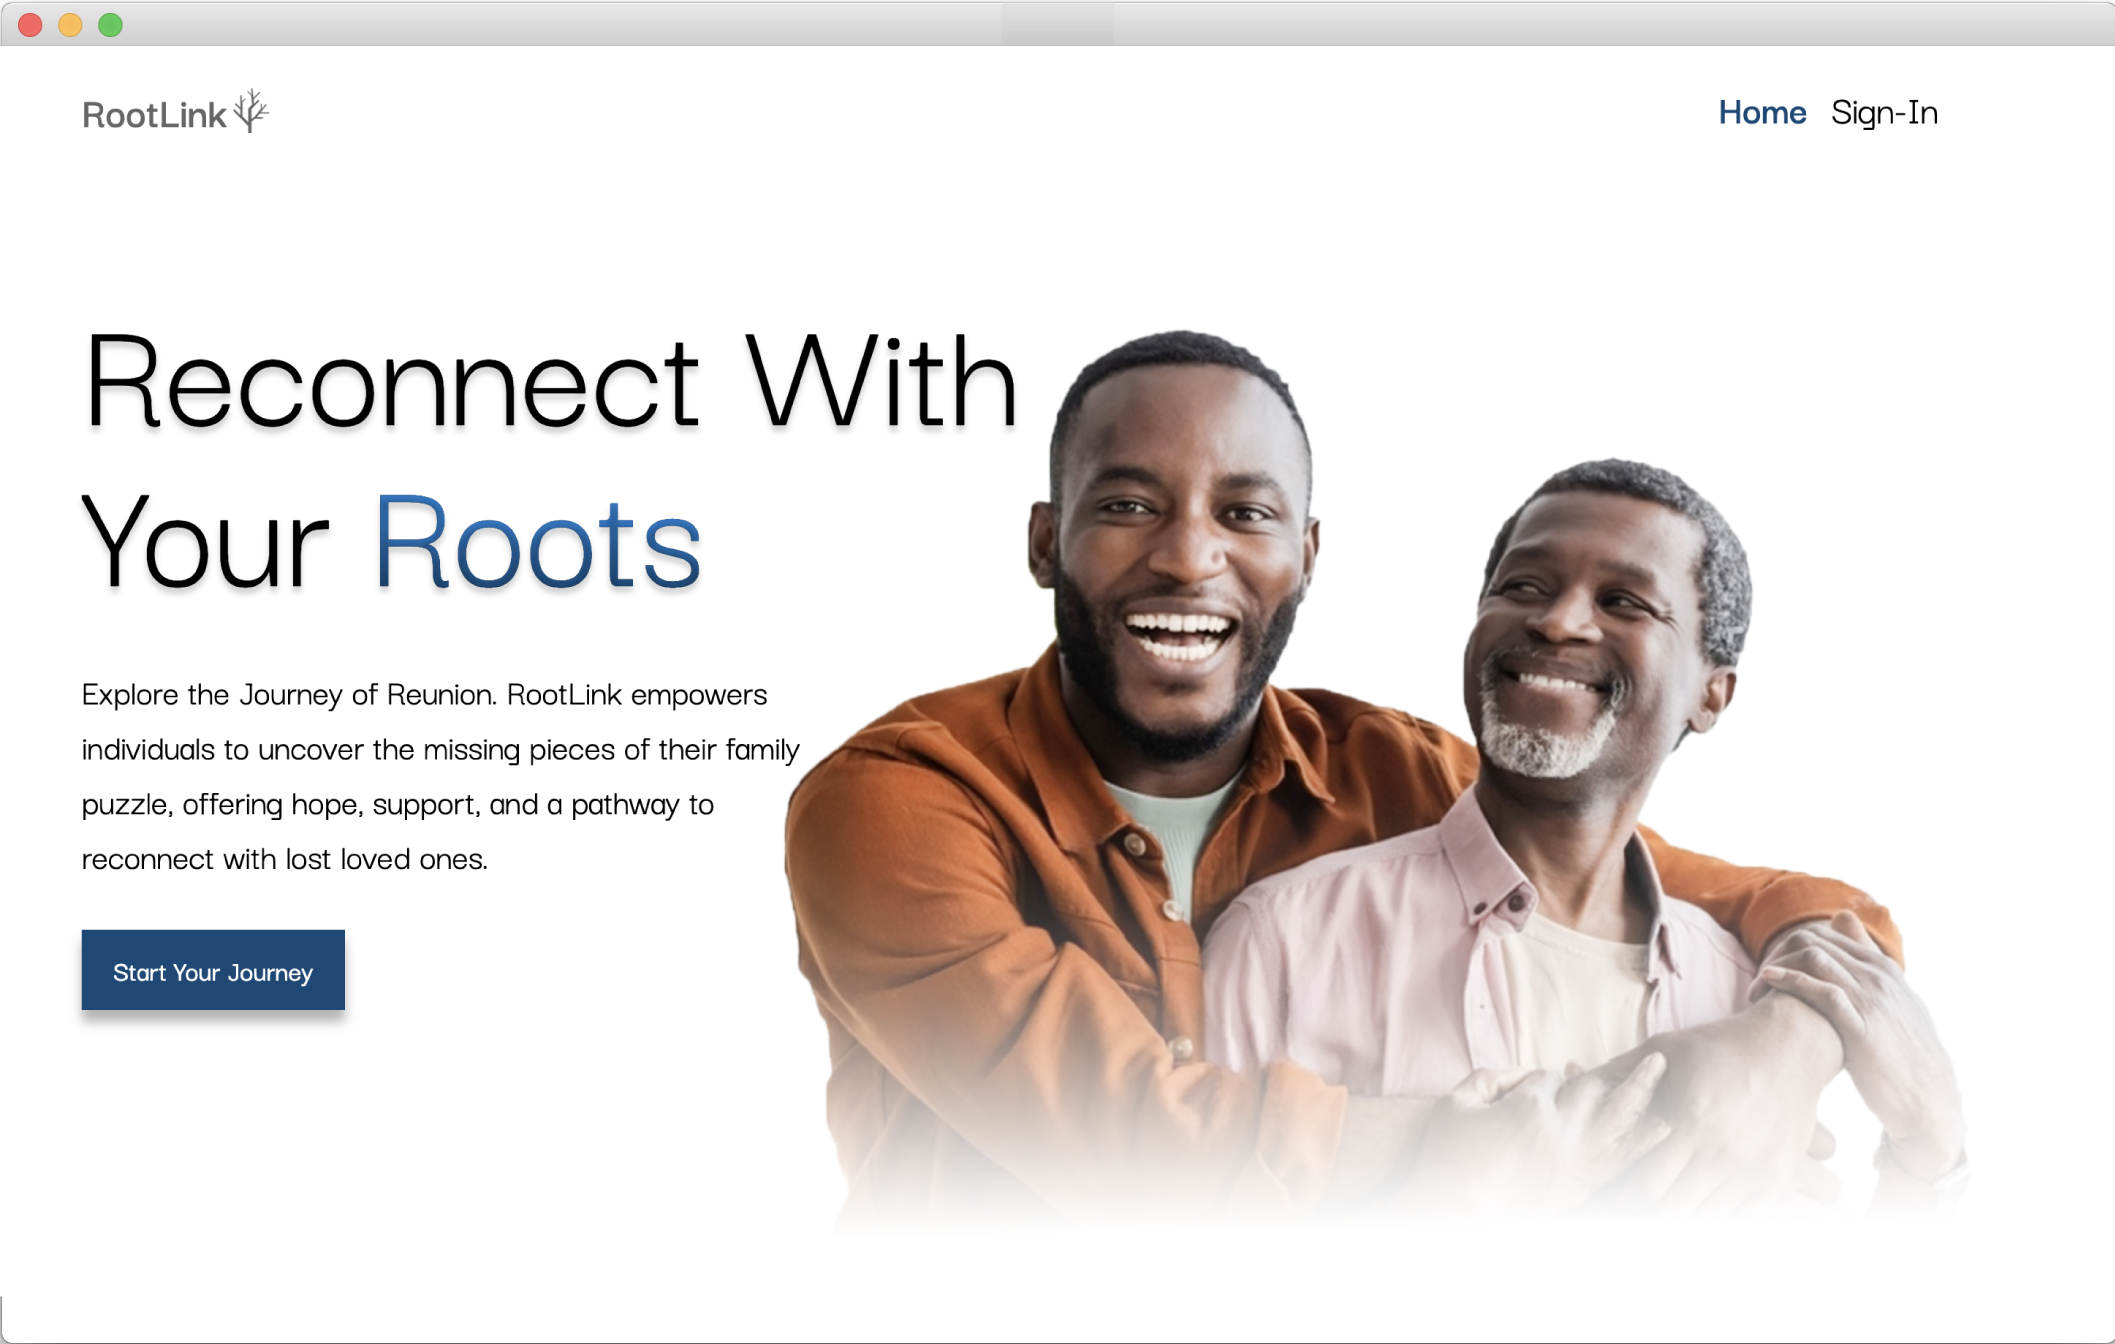 RootLink
Home Sign-In
Reconnect With
Your Roots
Explore the Journey of Reunion. RootLink empowers
individuals to uncover the missing pieces of their family
puzzle, offering hope, support, and a pathway to
reconnect with lost loved ones.
Start Your Journey